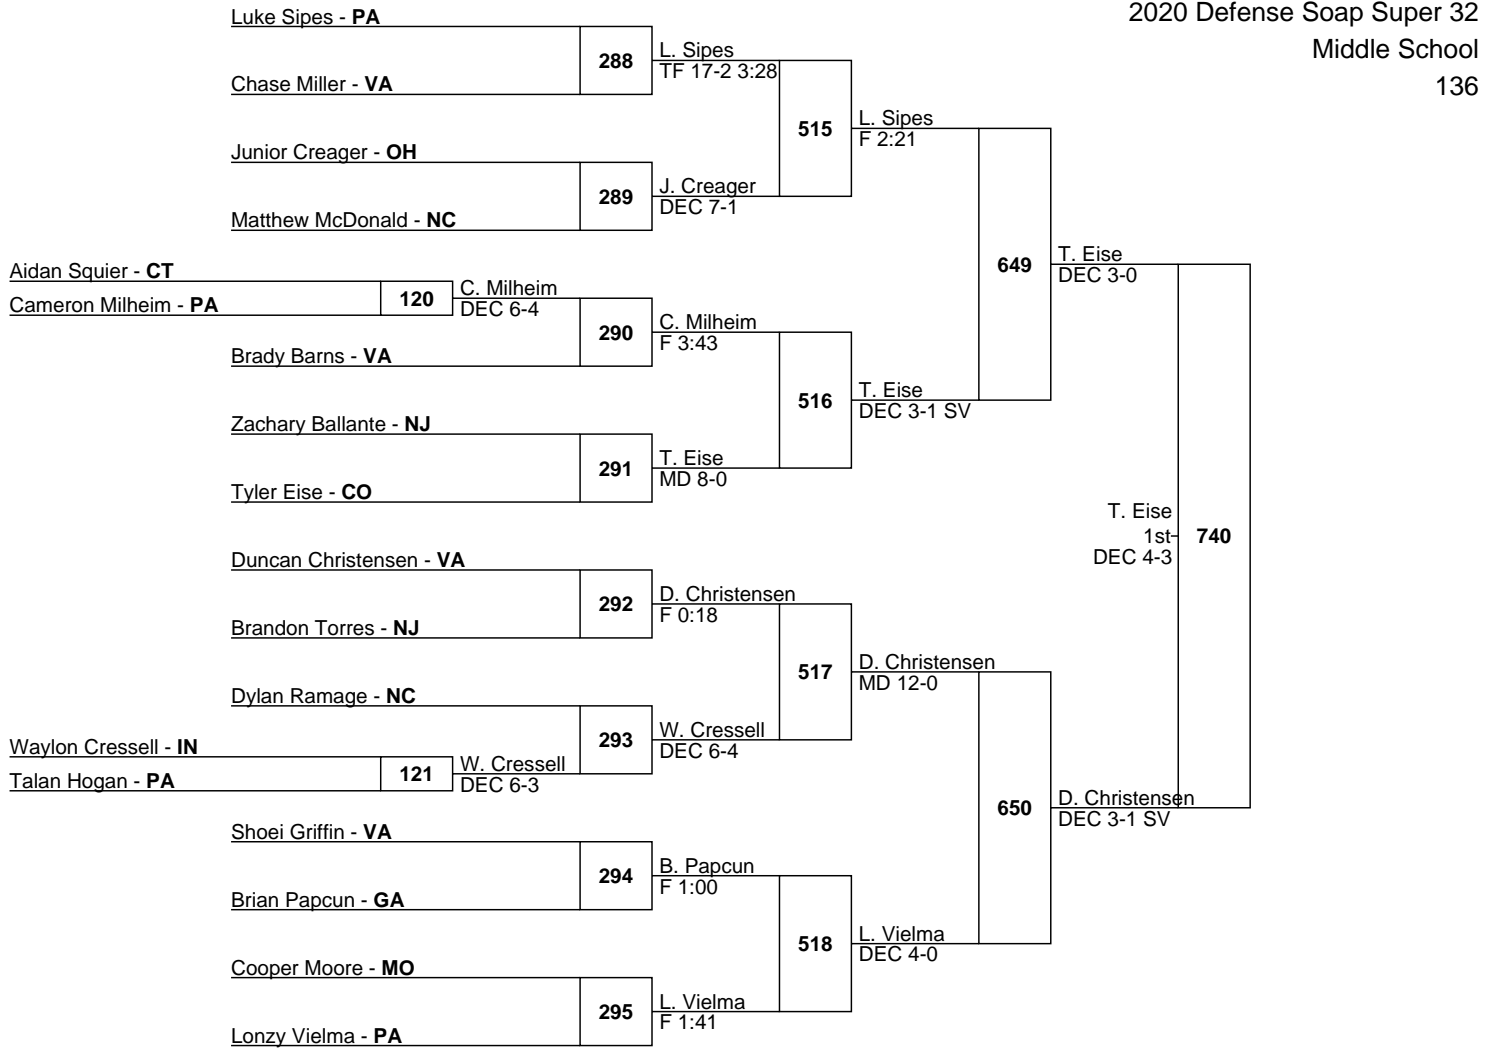 2020 Defense Soap Super 32
Middle School
136
Luke Sipes - PA
Chase Miller - VA
288
L. Sipes
TF 17-2 3:28
Junior Creager - OH
Matthew McDonald - NC
289
J. Creager
DEC 7-1
515
L. Sipes
F 2:21
Aidan Squier - CT
Cameron Milheim - PA
120
C. Milheim
DEC 6-4
Brady Barns - VA
290
C. Milheim
F 3:43
Zachary Ballante - NJ
Tyler Eise - CO
291
T. Eise
MD 8-0
516
T. Eise
DEC 3-1 SV
649
T. Eise
DEC 3-0
Duncan Christensen - VA
Brandon Torres - NJ
292
D. Christensen
F 0:18
Dylan Ramage - NC
Waylon Cressell - IN
Talan Hogan - PA
121
W. Cressell
DEC 6-3
293
W. Cressell
DEC 6-4
517
D. Christensen
MD 12-0
Shoei Griffin - VA
Brian Papcun - GA
294
B. Papcun
F 1:00
Cooper Moore - MO
Lonzy Vielma - PA
295
L. Vielma
F 1:41
518
L. Vielma
DEC 4-0
650
D. Christensen
DEC 3-1 SV
T. Eise
1st
DEC 4-3
740